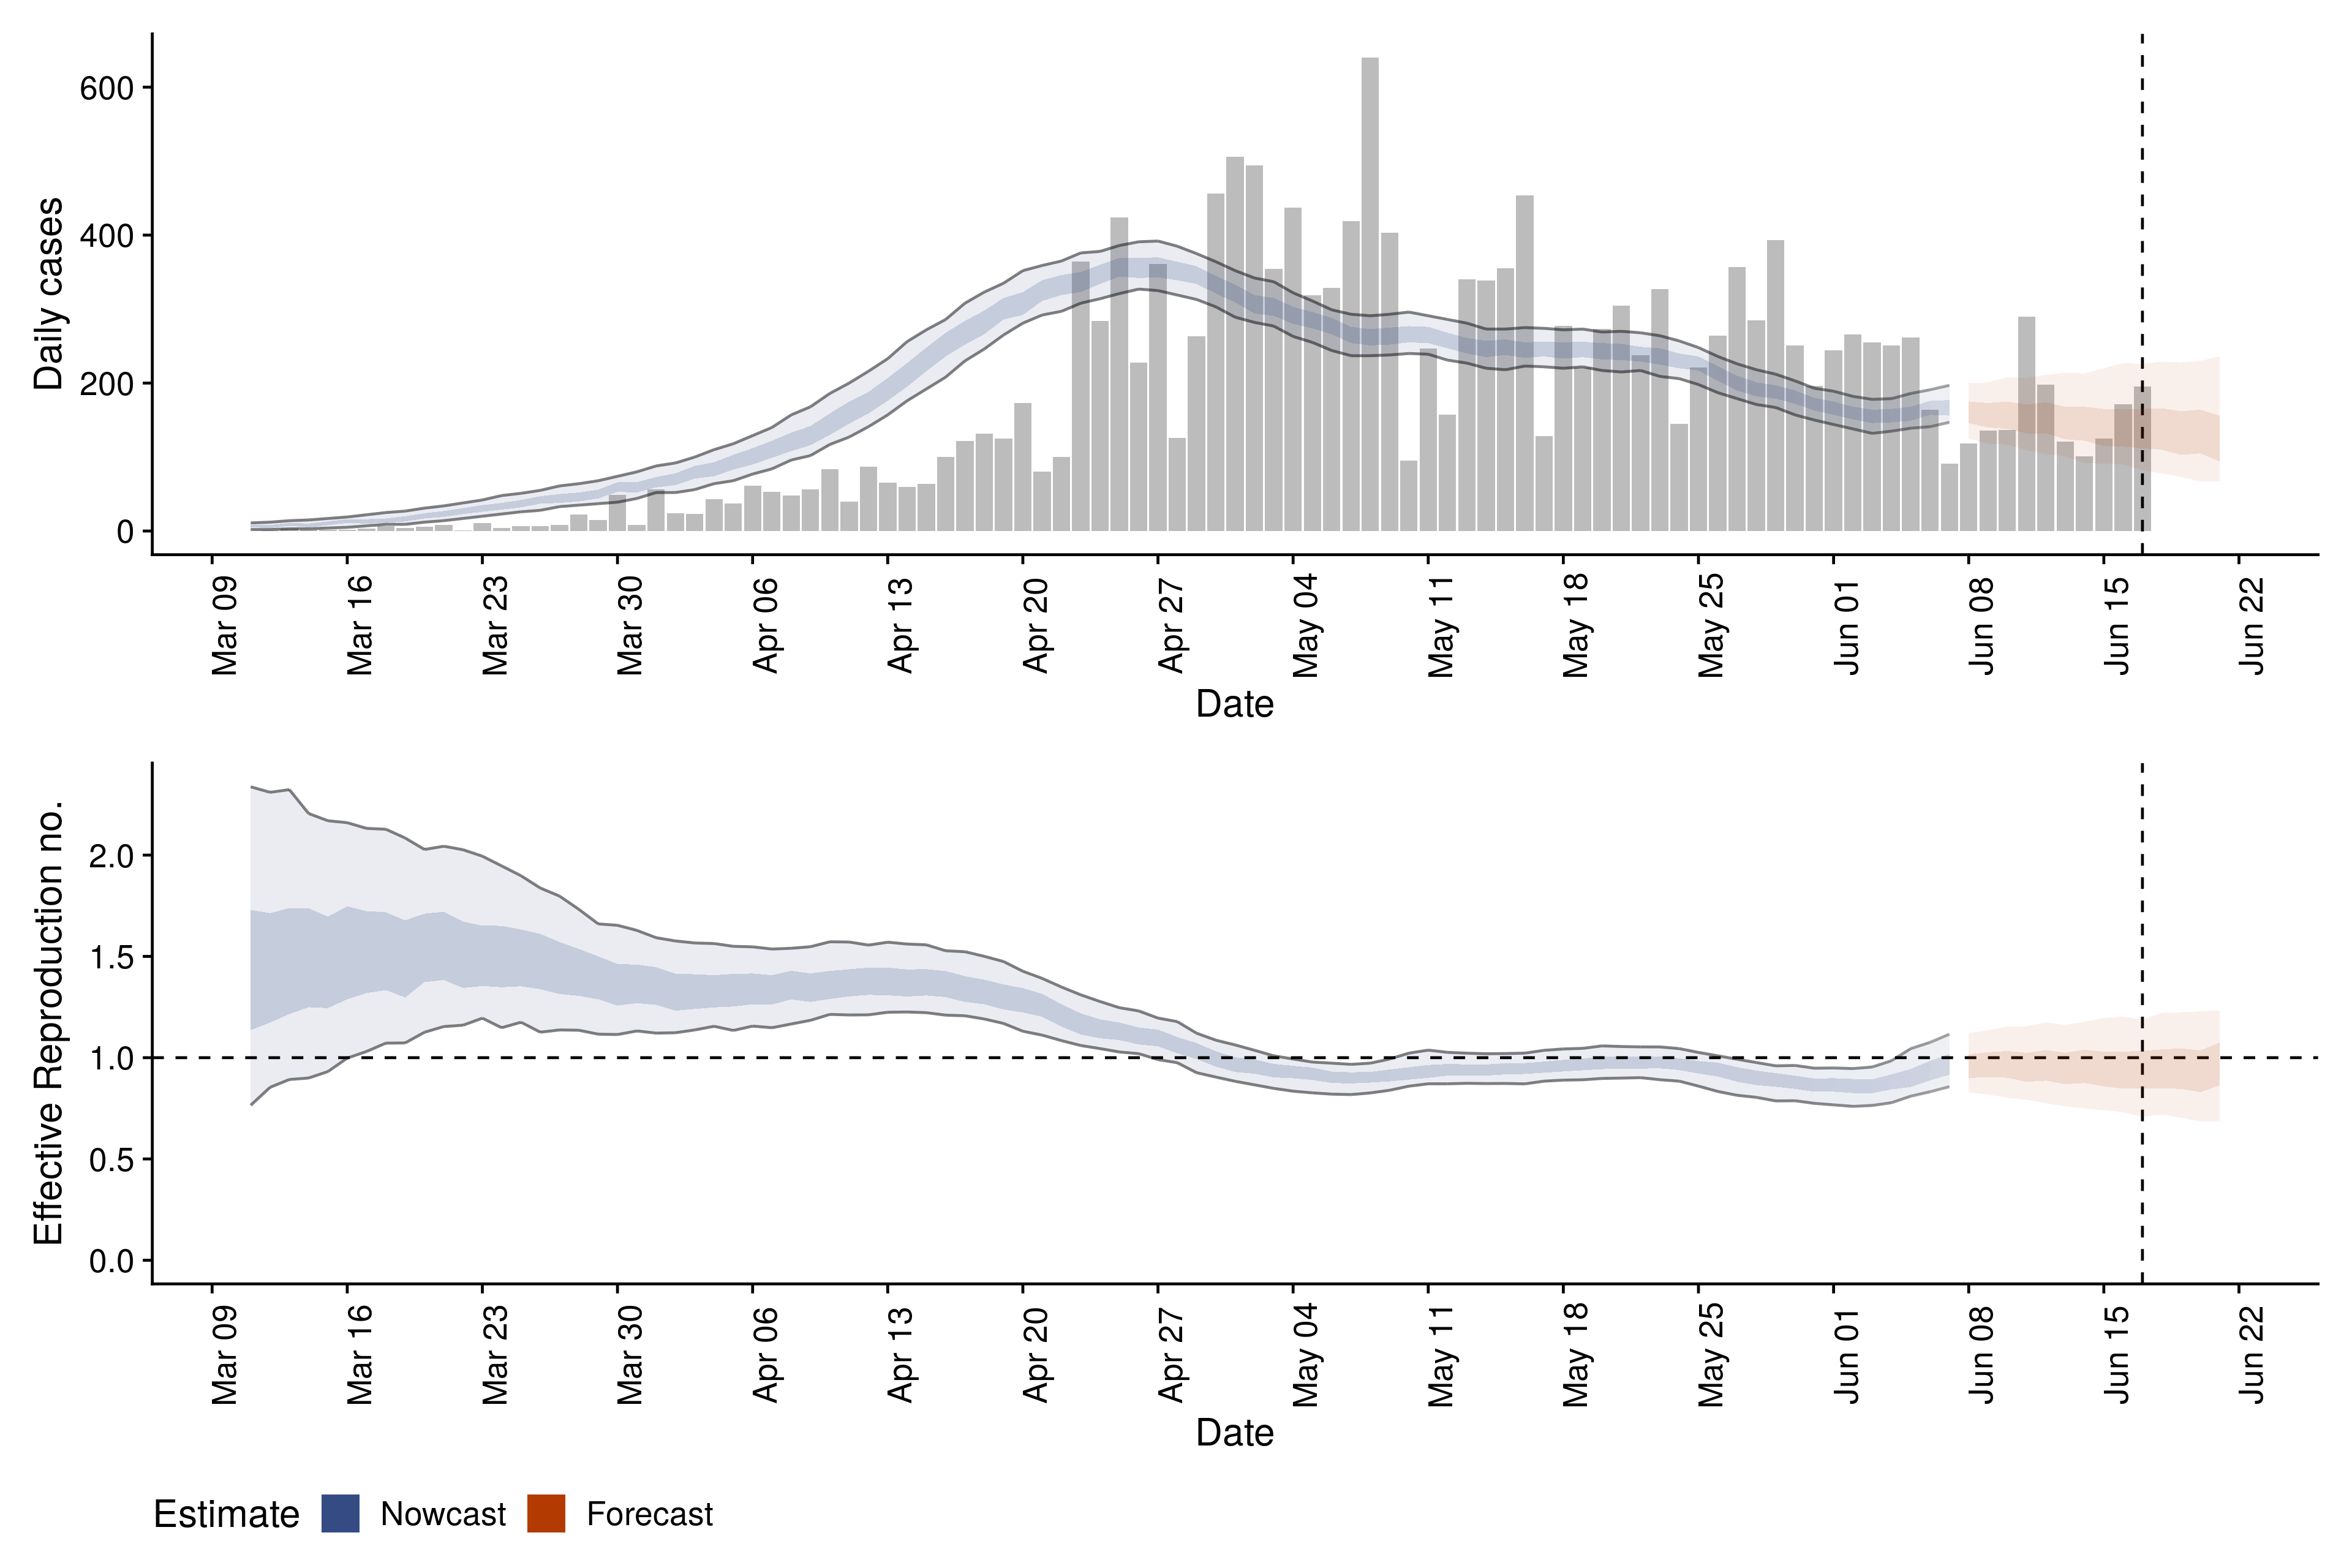 Daily cases
600
400
200
0
Mar 09
Mar 16
Mar 23
Mar 30
Apr 06
Apr 13
Apr 20
Apr 27
May 04
May 11
May 18
May 25
Jun 01
Jun 08
Jun 15
Jun 22
Date
Effective Reproduction no.
2.0
1.5
1.0
0.5
0.0
Mar 09
Mar 16
Mar 23
Mar 30
Apr 06
Apr 13
Apr 20
Apr 27
May 04
May 11
May 18
May 25
Jun 01
Jun 08
Jun 15
Jun 22
Date
Estimate Nowcast Forecast